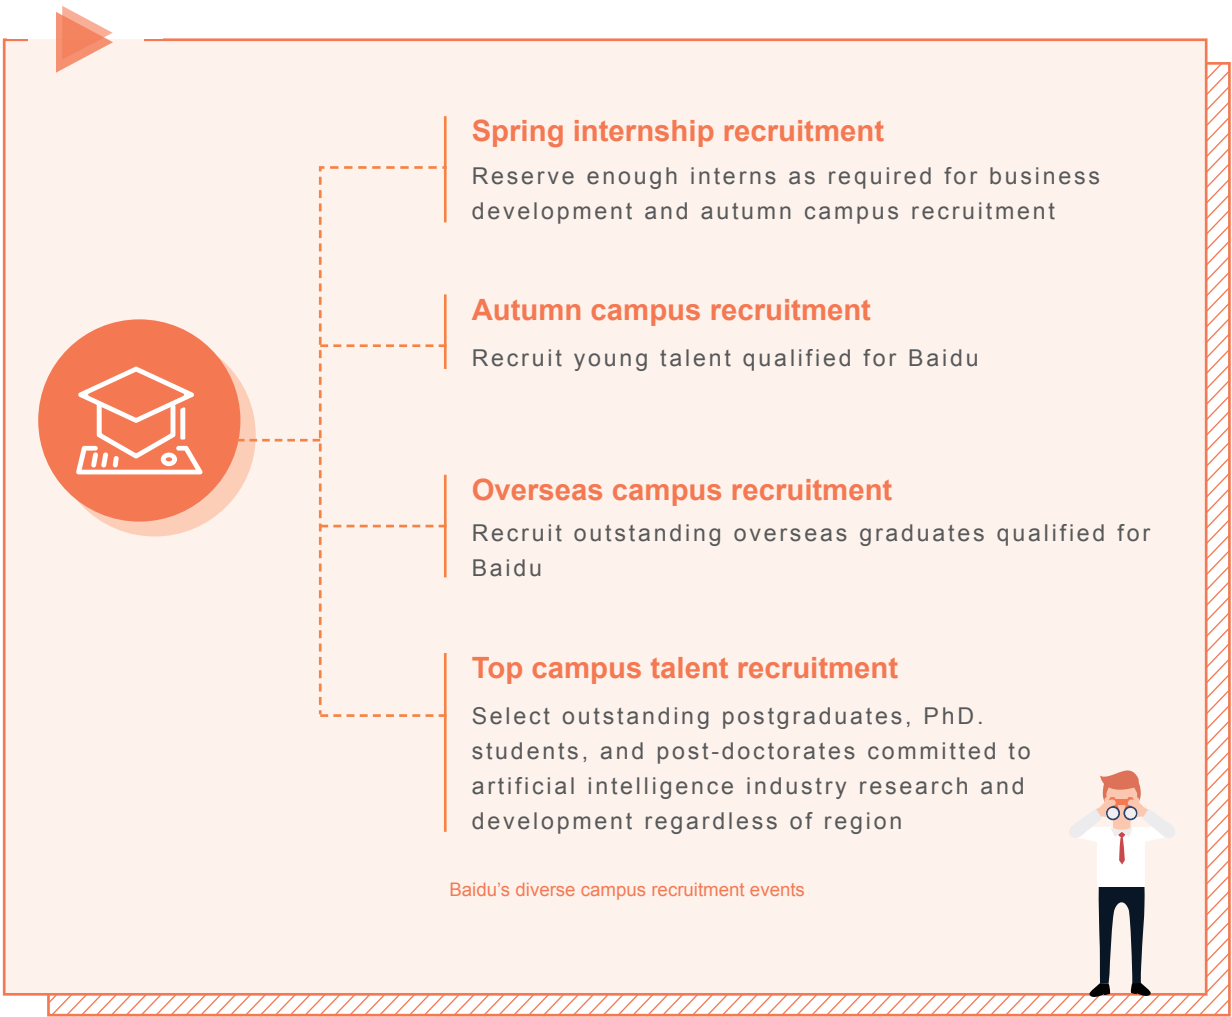 Spring internship recruitment
Reserve enough interns as required for business
development and autumn campus recruitment
Autumn campus recruitment
Recruit young talent qualified for Baidu
Overseas campus recruitment
Recruit outstanding overseas graduates qualified for
Baidu
Top campus talent recruitment
Select outstanding postgraduates, PhD.
students, and post-doctorates committed to
artificial intelligence industry research and
development regardless of region
Baidu’s diverse campus recruitment events